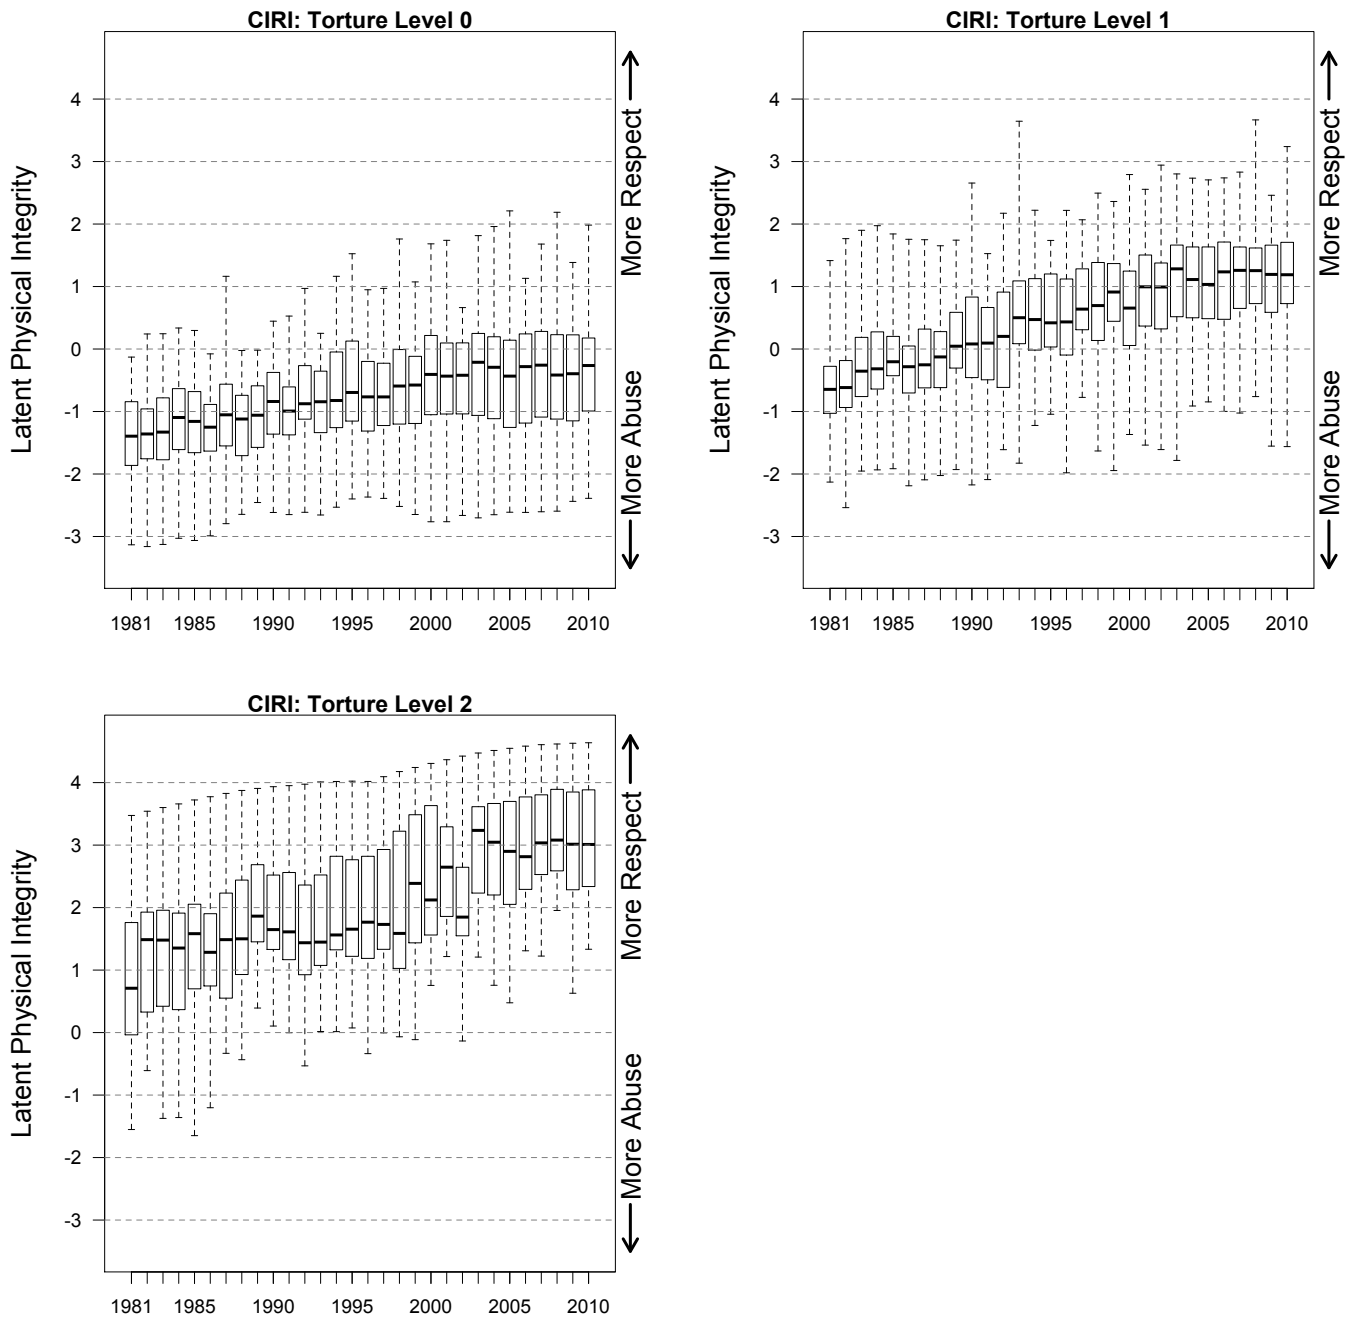 CIRI: Torture Level 0
Latent Physical Integrity
4
3
2
1
0
-1
-2
-3
1981 1985 1990 1995 2000 2005 2010
More Respect
More Abuse
CIRI: Torture Level 1
Latent Physical Integrity
4
3
2
1
0
-1
-2
-3
1981 1985 1990 1995 2000 2005 2010
More Respect
More Abuse
CIRI: Torture Level 2
Latent Physical Integrity
4
3
2
1
0
-1
-2
-3
1981 1985 1990 1995 2000 2005 2010
More Respect
More Abuse